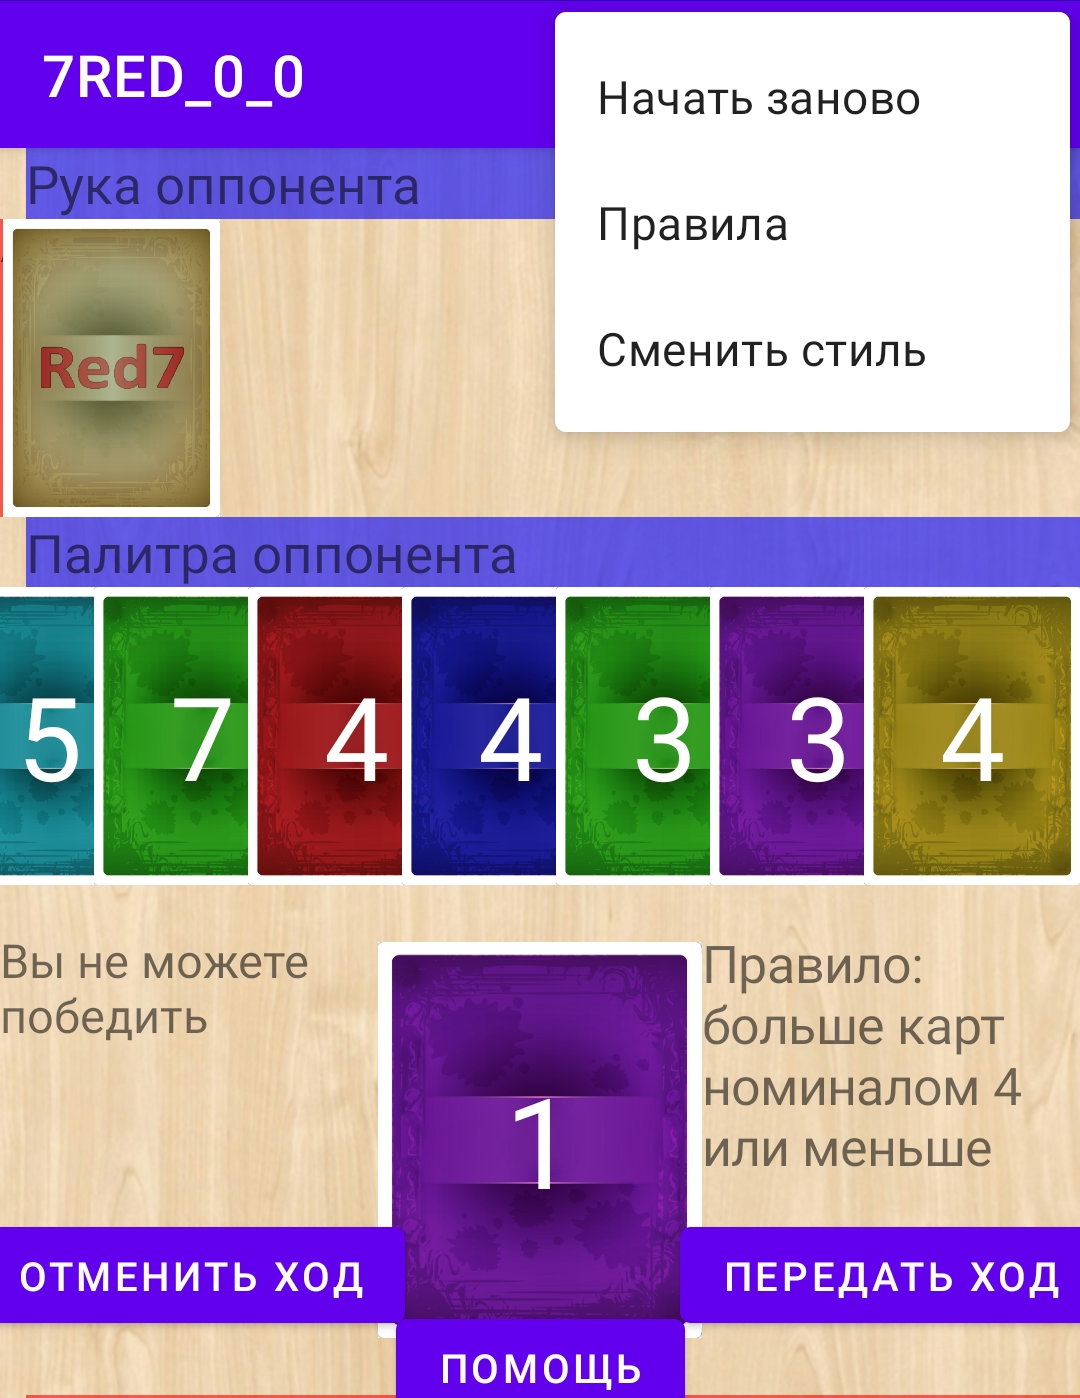 7RED_0_0
Начать заново
Правила
Сменить стиль
Рука оппонента
Red7
Палитра оппонента
5 7 4 4 3 3 4
Вы не можете
победить
1
Правило:
больше карт
номиналом 4
или меньше
ОТМЕНИТЬ ХОД
ПЕРЕДАТЬ ХОД
ПОМОЩЬ